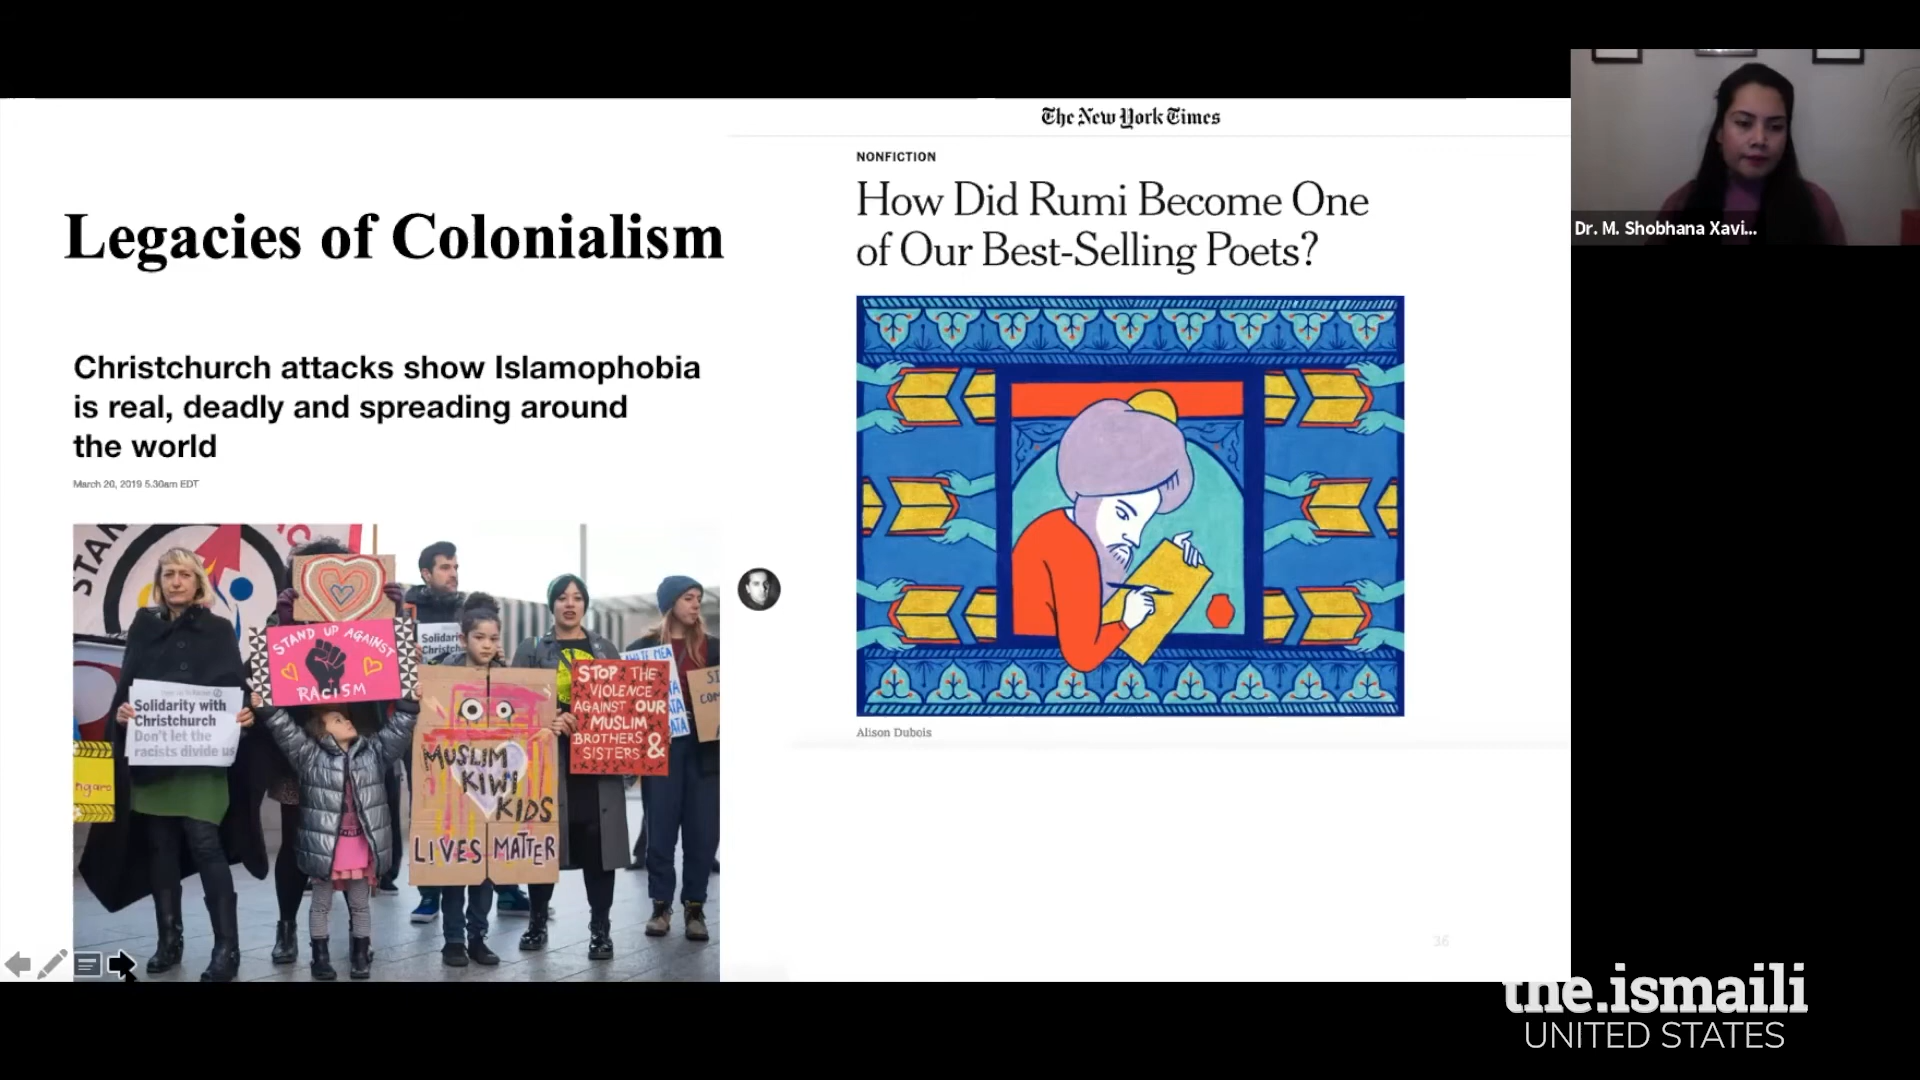 The New York Times
NONFICTION
How Did Rumi Become One
of Our Best-Selling Poets?
Alison Dubois
Legacies of Colonialism
Christchurch attacks show Islamophobia
is real, deadly and spreading around
the world
March 20, 2019 5.30am EDT
STAN
STAND UP AGAINST
RACISM
Solidarity with
Christchurch
Don't let the
racists divide us
ngaro
MUSLIM
KIWI
KIDS
LIVES MATTER
STOP THE
VIOLENCE
AGAINST OUR
MUSLIM
BROTHERS &
SISTERS
36
Dr. M. Shobhana Xavi...
the.ismaili
UNITED STATES